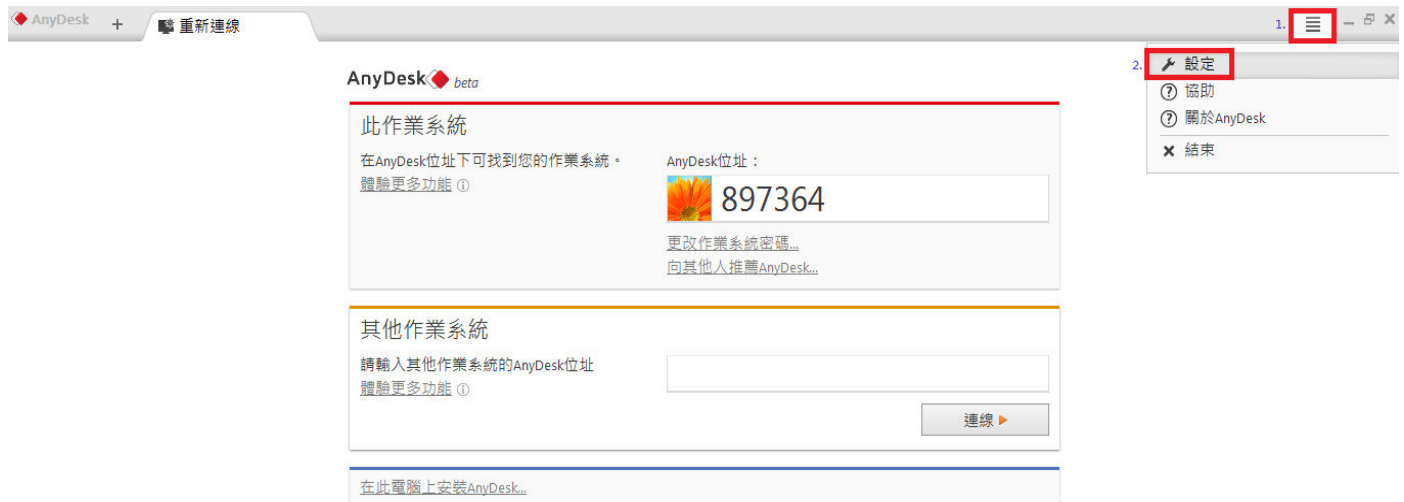 AnyDesk
+
重新連線
1.
2.
設定
協助
關於AnyDesk
結束
AnyDesk beta
此作業系統
在AnyDesk位址下可找到您的作業系統。
體驗更多功能
AnyDesk位址：
897364
更改作業系統密碼...
向其他人推薦AnyDesk...
其他作業系統
請輸入其他作業系統的AnyDesk位址
體驗更多功能
連線
在此電腦上安裝AnyDesk...